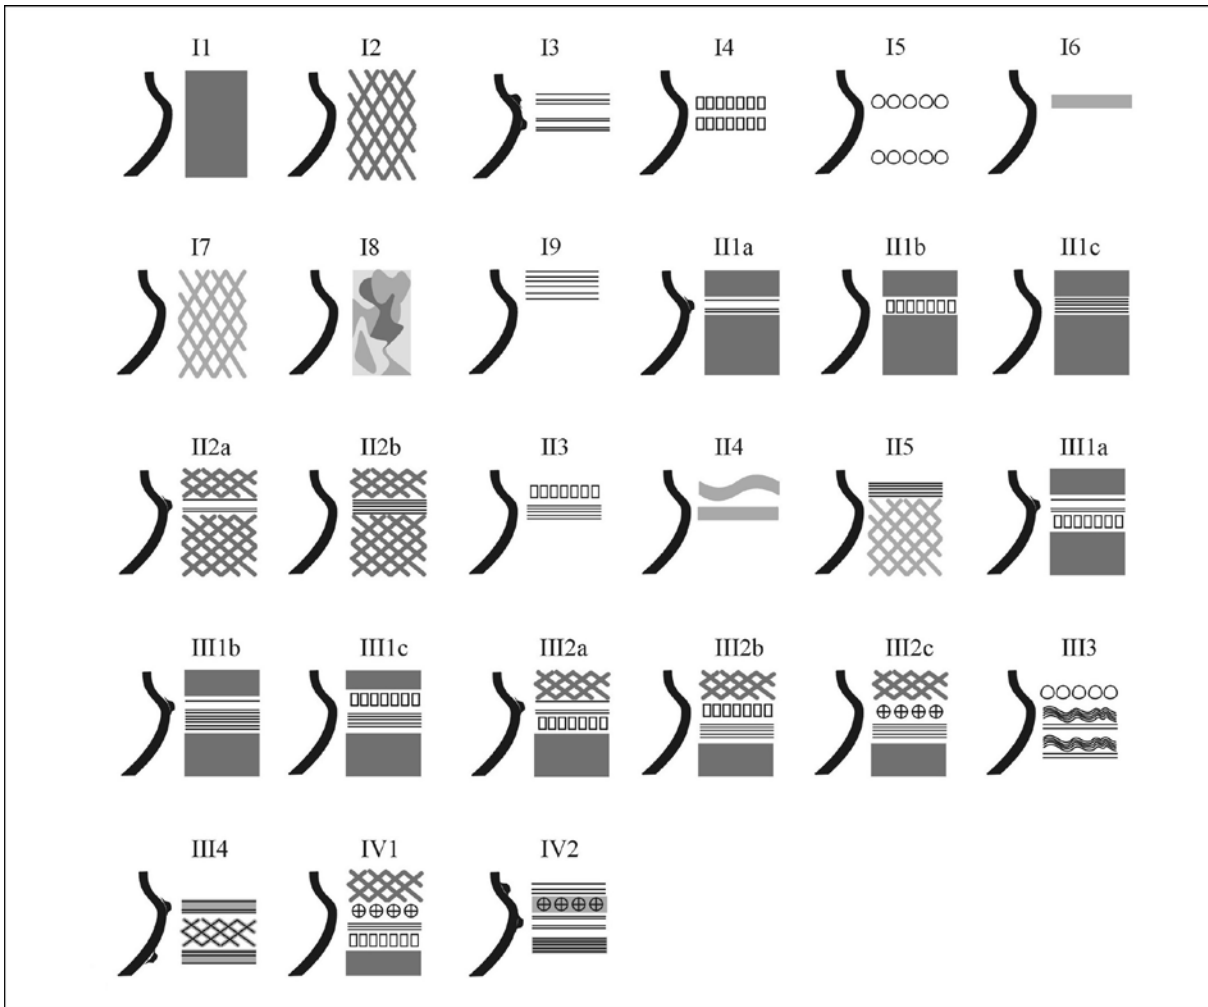 I1 I2 I3 I4 I5 I6
I7 I8 I9 II1a II1b II1c
II2a II2b II3 II4 II5 III1a
III1b III1c III2a III2b III2c III3
III4 IV1 IV2